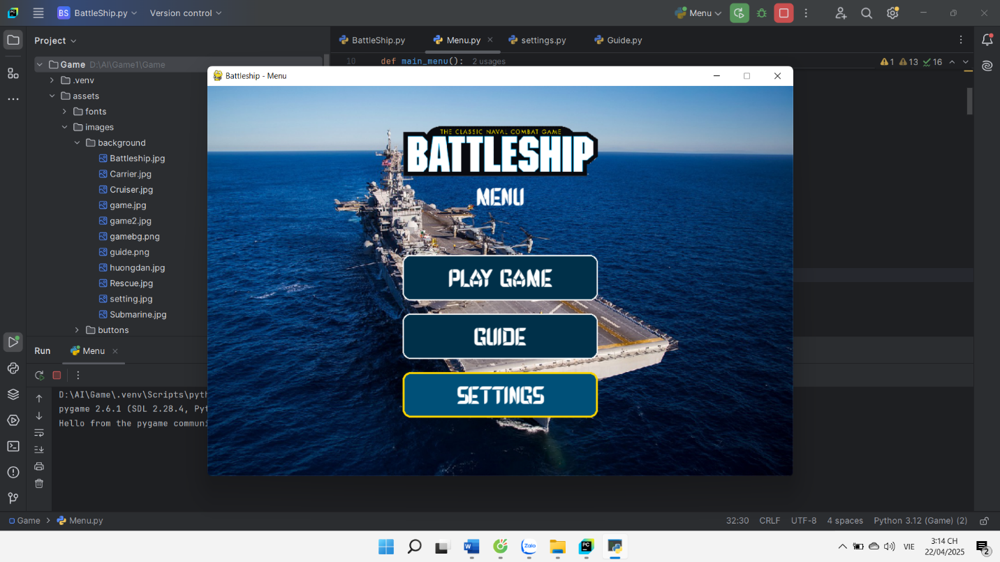 BS BattleShip.py Version control Menu
Project
BattleShip.py Menu.py settings.py Guide.py
Game D:\AI\Game1\Game
10 def main_menu(): 2 usages
1 13 16
.venv
assets
fonts
images
background
Battleship.jpg
Carrier.jpg
Cruiser.jpg
game.jpg
game2.jpg
gamebg.png
guide.png
huongdan.jpg
Rescue.jpg
setting.jpg
Submarine.jpg
buttons
Battleship - Menu
THE CLASSIC NAVAL COMBAT GAME
BATTLESHIP
MENU
PLAY GAME
GUIDE
SETTINGS
Run Menu
D:\AI\Game\.venv\Scripts\pyth
pygame 2.6.1 (SDL 2.28.4, Pyt
Hello from the pygame communi
Game Menu.py
32:30 CRLF UTF-8 4 spaces Python 3.12 (Game) (2)
Zalo
VIE
3:14 CH
22/04/2025
2